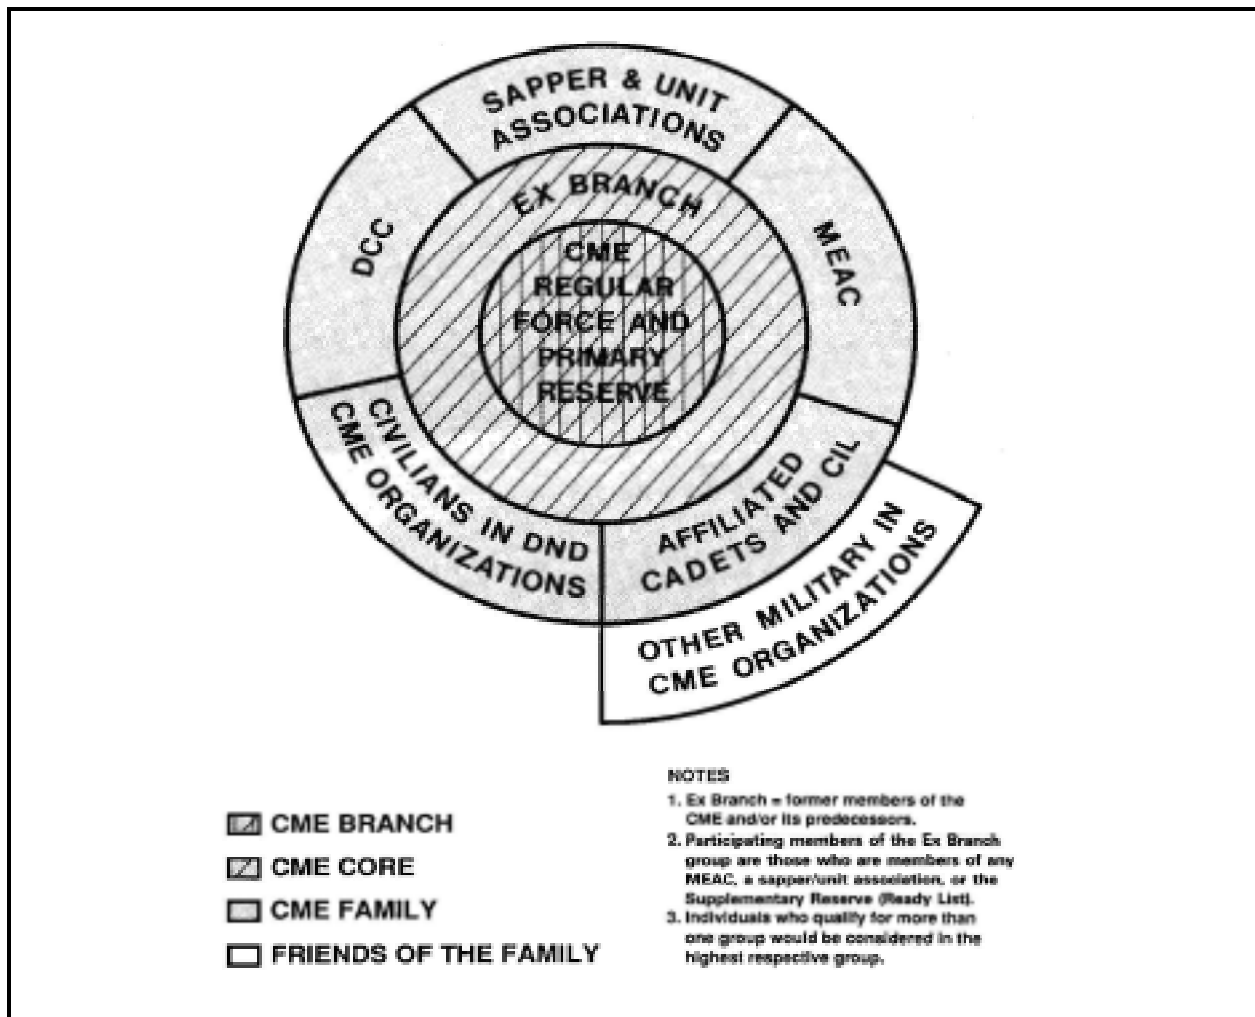 SAPPER & UNIT
ASSOCIATIONS
EX BRANCH
CME
REGULAR
FORCE AND
PRIMARY
RESERVE
DCC
MEAC
CIVILIANS IN DND
CME ORGANIZATIONS
AFFILIATED
CADETS AND CIL
OTHER MILITARY IN
CME ORGANIZATIONS
CME BRANCH
CME CORE
CME FAMILY
FRIENDS OF THE FAMILY
NOTES
1. Ex Branch = former members of the
CME and/or its predecessors.
2. Participating members of the Ex Branch
group are those who are members of any
MEAC, a sapper/unit association, or the
Supplementary Reserve (Ready List).
3. Individuals who qualify for more than
one group would be considered in the
highest respective group.